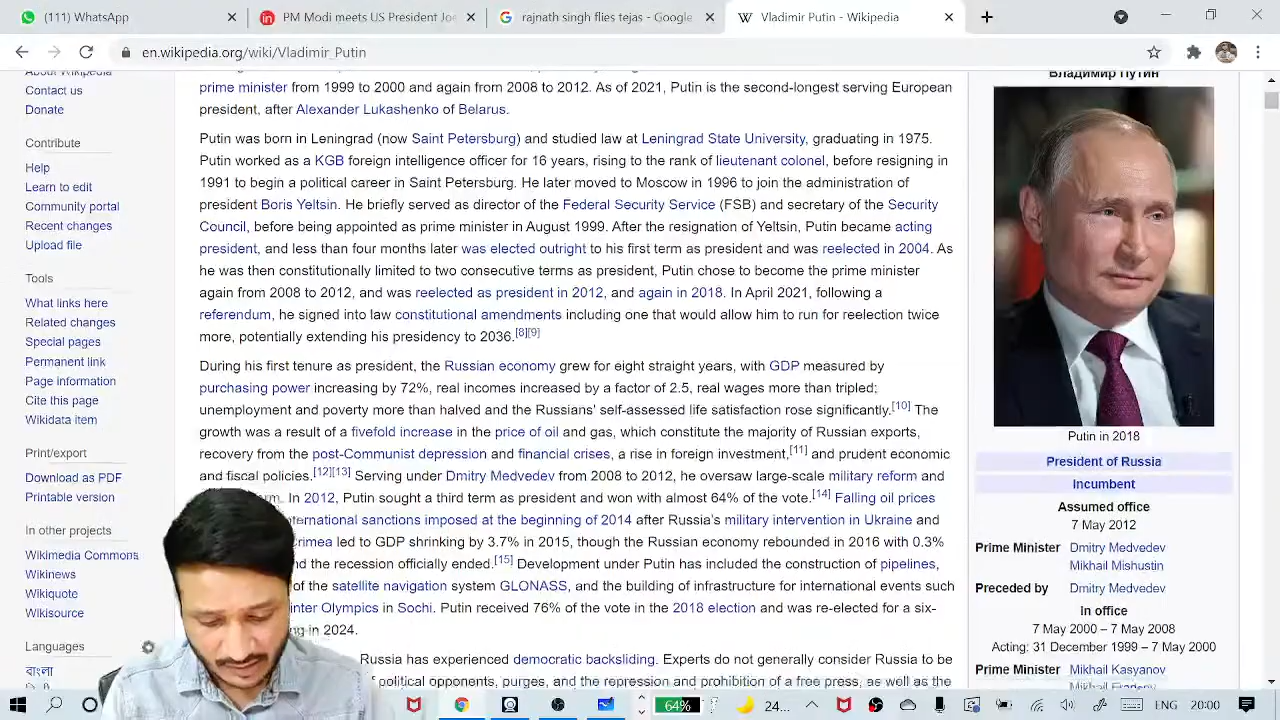 (111) WhatsApp
PM Modi meets US President Joe
rajnath singh flies tejas - Google
Vladimir Putin - Wikipedia
en.wikipedia.org/wiki/Vladimir_Putin
About Wikipedia
Contact us
Donate
Contribute
Help
Learn to edit
Community portal
Recent changes
Upload file
Tools
What links here
Related changes
Special pages
Permanent link
Page information
Cite this page
Wikidata item
Print/export
Download as PDF
Printable version
In other projects
Wikimedia Commons
Wikinews
Wikiquote
Wikisource
Languages
বাংলা
prime minister from 1999 to 2000 and again from 2008 to 2012. As of 2021, Putin is the second-longest serving European
president, after Alexander Lukashenko of Belarus.
Putin was born in Leningrad (now Saint Petersburg) and studied law at Leningrad State University, graduating in 1975.
Putin worked as a KGB foreign intelligence officer for 16 years, rising to the rank of lieutenant colonel, before resigning in
1991 to begin a political career in Saint Petersburg. He later moved to Moscow in 1996 to join the administration of
president Boris Yeltsin. He briefly served as director of the Federal Security Service (FSB) and secretary of the Security
Council, before being appointed as prime minister in August 1999. After the resignation of Yeltsin, Putin became acting
president, and less than four months later was elected outright to his first term as president and was reelected in 2004. As
he was then constitutionally limited to two consecutive terms as president, Putin chose to become the prime minister
again from 2008 to 2012, and was reelected as president in 2012, and again in 2018. In April 2021, following a
referendum, he signed into law constitutional amendments including one that would allow him to run for reelection twice
more, potentially extending his presidency to 2036.[8][9]
During his first tenure as president, the Russian economy grew for eight straight years, with GDP measured by
purchasing power increasing by 72%, real incomes increased by a factor of 2.5, real wages more than tripled;
unemployment and poverty more than halved and the Russians' self-assessed life satisfaction rose significantly.[10] The
growth was a result of a fivefold increase in the price of oil and gas, which constitute the majority of Russian exports,
recovery from the post-Communist depression and financial crises, a rise in foreign investment,[11] and prudent economic
and fiscal policies.[12][13] Serving under Dmitry Medvedev from 2008 to 2012, he oversaw large-scale military reform and
In 2012, Putin sought a third term as president and won with almost 64% of the vote.[14] Falling oil prices
sanctions imposed at the beginning of 2014 after Russia's military intervention in Ukraine and
led to GDP shrinking by 3.7% in 2015, though the Russian economy rebounded in 2016 with 0.3%
the recession officially ended.[15] Development under Putin has included the construction of pipelines,
of the satellite navigation system GLONASS, and the building of infrastructure for international events such
Olympics in Sochi. Putin received 76% of the vote in the 2018 election and was re-elected for a six-
in 2024.
Russia has experienced democratic backsliding. Experts do not generally consider Russia to be
political opponents, purges, and the repression and prohibition of a free press, as well as the
Владимир Путин
Putin in 2018
President of Russia
Incumbent
Assumed office
7 May 2012
Prime Minister Dmitry Medvedev
Mikhail Mishustin
Preceded by Dmitry Medvedev
In office
7 May 2000 – 7 May 2008
Acting: 31 December 1999 – 7 May 2000
Prime Minister Mikhail Kasyanov
64%
24...
ENG
20:00